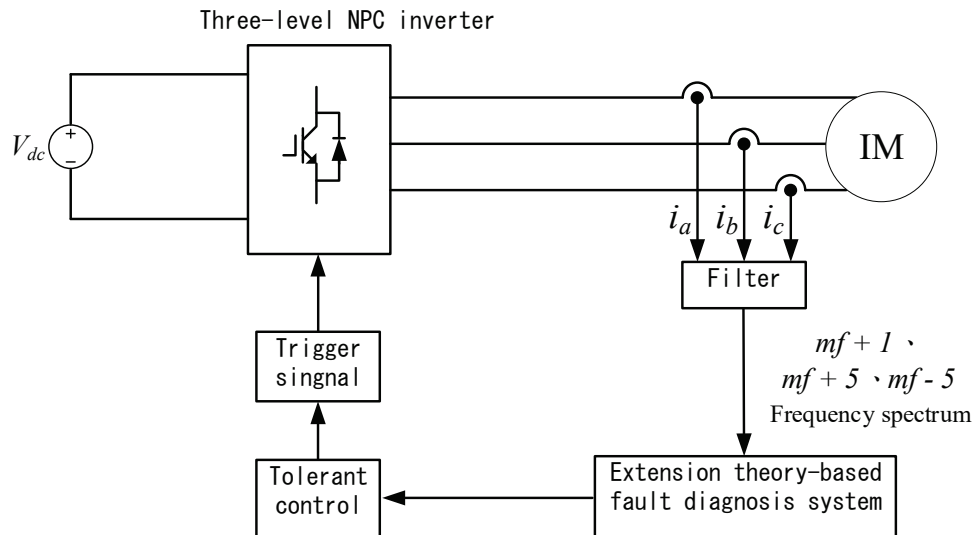 Three-level NPC inverter
V_dc
+
−
IM
i_a i_b i_c
Filter
Trigger
singnal
mf + 1、
mf + 5、mf - 5
Frequency spectrum
Tolerant
control
Extension theory-based
fault diagnosis system